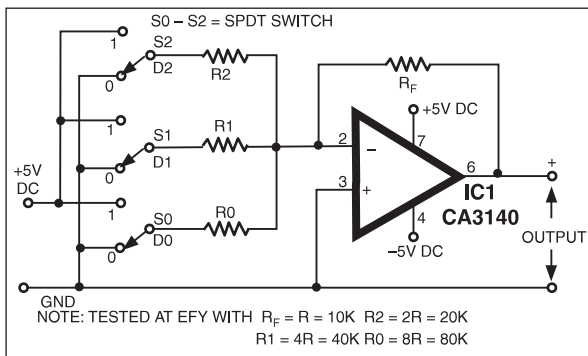 S0 – S2 = SPDT SWITCH
1
S2
D2
0
R2
RF
+5V DC
1
S1
D1
0
R1
2
–
7
3
+
6
+
IC1
CA3140
+5V
DC
1
S0
D0
0
R0
4
–5V DC
OUTPUT
GND
NOTE: TESTED AT EFY WITH RF = R = 10K R2 = 2R = 20K
R1 = 4R = 40K R0 = 8R = 80K